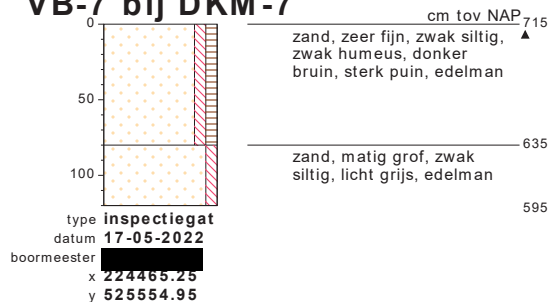 VB-7 bij DKM-7
cm tov NAP
0
715
zand, zeer fijn, zwak siltig,
zwak humeus, donker
bruin, sterk puin, edelman
50
635
zand, matig grof, zwak
siltig, licht grijs, edelman
100
595
type inspectiegat
datum 17-05-2022
boormeester
x 224465.25
y 525554.95